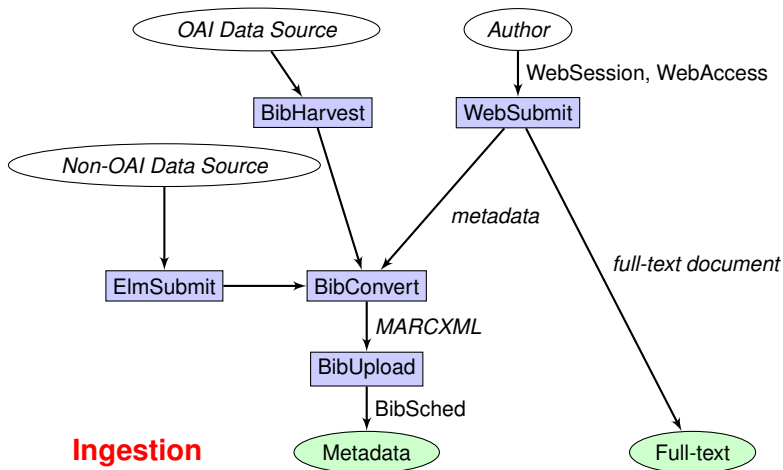 OAI Data Source
Author
WebSession, WebAccess
BibHarvest
WebSubmit
Non-OAI Data Source
metadata
full-text document
ElmSubmit
BibConvert
MARCXML
BibUpload
BibSched
Ingestion
Metadata
Full-text